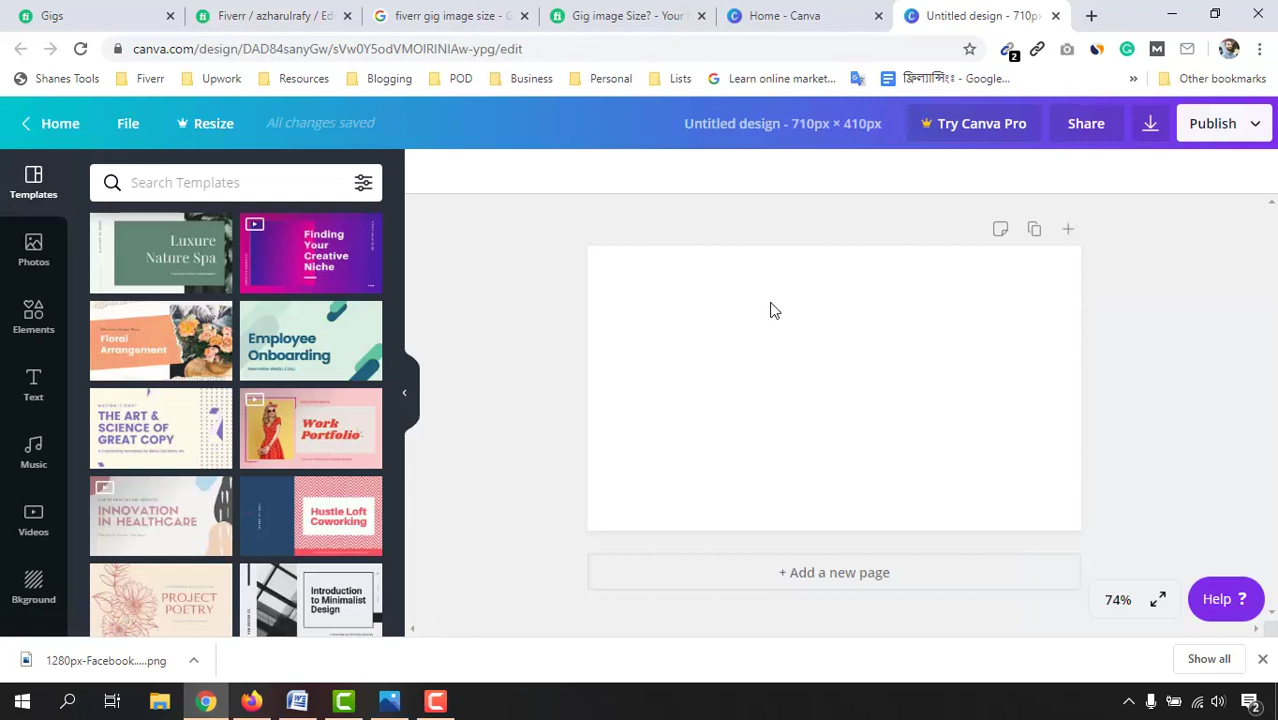 Gigs
Fiverr / azharulrafy / Ed
fiverr gig image size - G
Gig image Size? - Your
Home - Canva
Untitled design - 710p
canva.com/design/DAD84sanyGw/sVw0Y5odVMOIRINIAw-ypg/edit
2
Shanes Tools
Fiverr
Upwork
Resources
Blogging
POD
Business
Personal
Lists
Learn online market...
ফ্রিল্যান্সিং - Google...
Other bookmarks
Home
File
Resize
All changes saved
Untitled design - 710px × 410px
Try Canva Pro
Share
Publish
Templates
Search Templates
Photos
Elements
Text
Music
Videos
Bkground
Luxure
Nature Spa
Finding
Your
Creative
Niche
Floral
Arrangement
Employee
Onboarding
THE ART &
SCIENCE OF
GREAT COPY
Work
Portfolio
INNOVATION
IN HEALTHCARE
Hustle Loft
Coworking
PROJECT
POETRY
Introduction
to Minimalist
Design
+ Add a new page
74%
Help ?
1280px-Facebook.....png
Show all
2